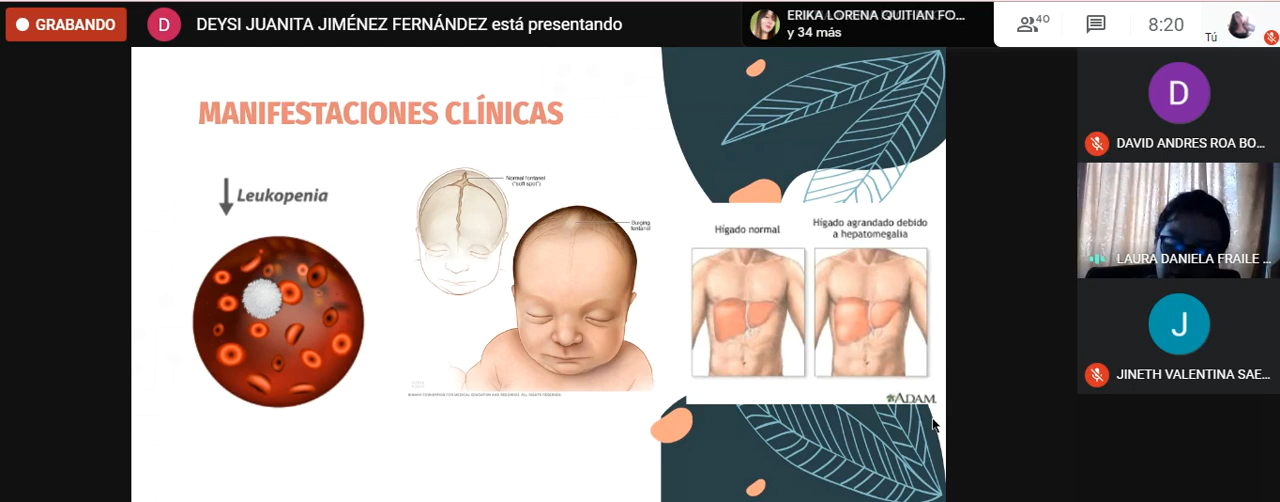 GRABANDO
D
DEYSI JUANITA JIMÉNEZ FERNÁNDEZ está presentando
ERIKA LORENA QUITIAN FO...
y 34 más
40
8:20
Tú
MANIFESTACIONES CLÍNICAS
Leukopenia
Normal fontanel
("soft spot")
Bulging
fontanel
Hígado normal
Hígado agrandado debido
a hepatomegalia
ADAM.
D
DAVID ANDRES ROA BO...
LAURA DANIELA FRAILE ...
J
JINETH VALENTINA SAE...